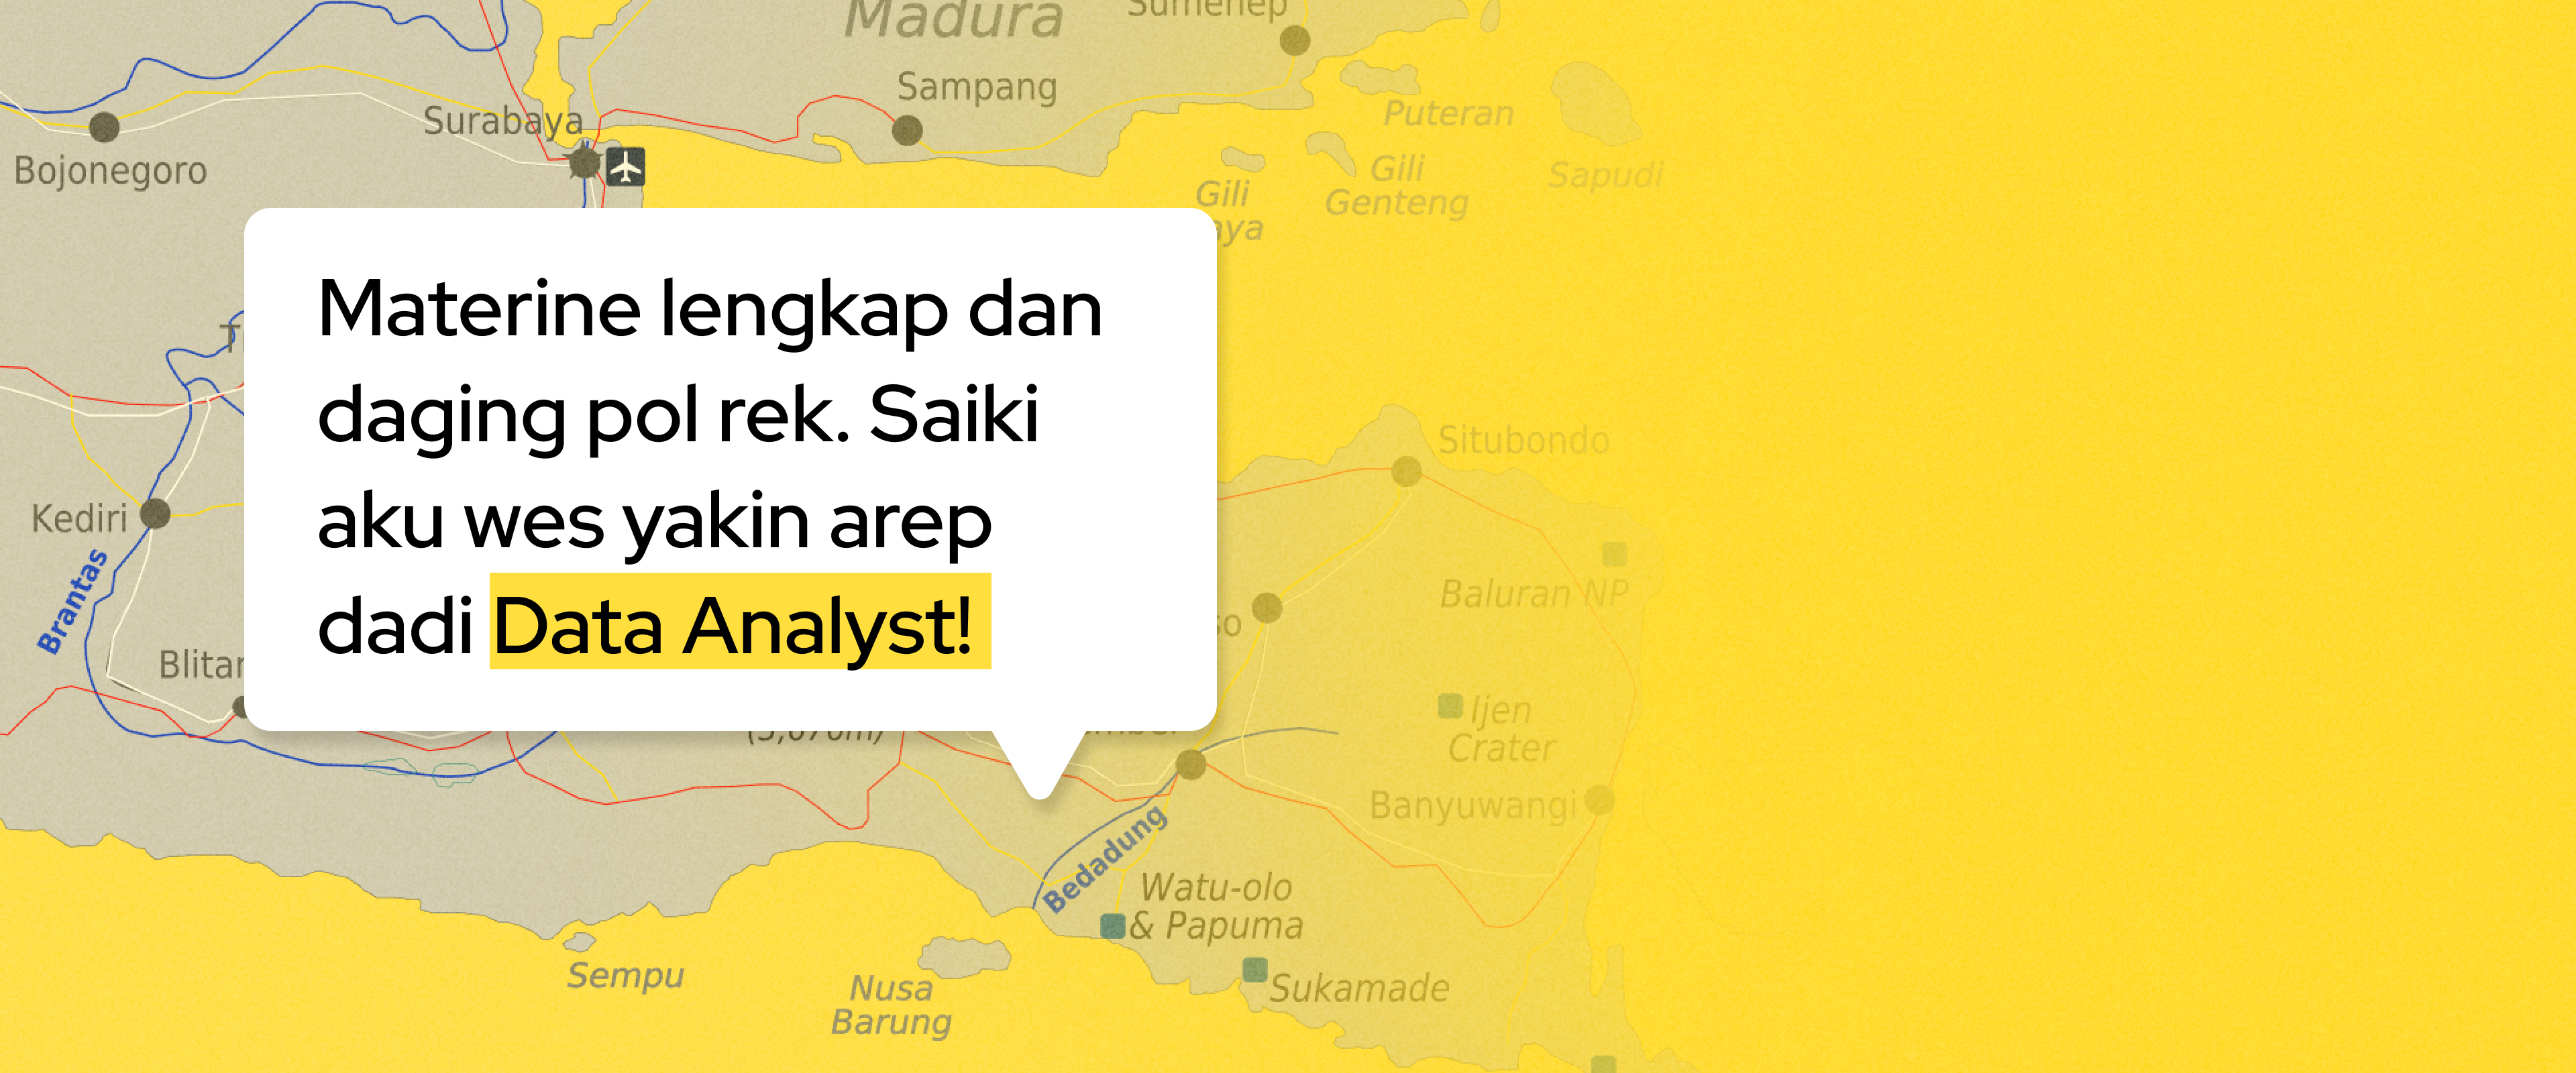 Madura
Sumenep
Sampang
Surabaya
Bojonegoro
Puteran
Gili
Genteng
Sapudi
Gili
Materine lengkap dan
daging pol rek. Saiki
aku wes yakin arep
dadi Data Analyst!
Kediri
Brantas
Blitar
Situbondo
Baluran NP
Ijen
Crater
Banyuwangi
Bedadung
Watu-olo
& Papuma
Sukamade
Sempu
Nusa
Barung